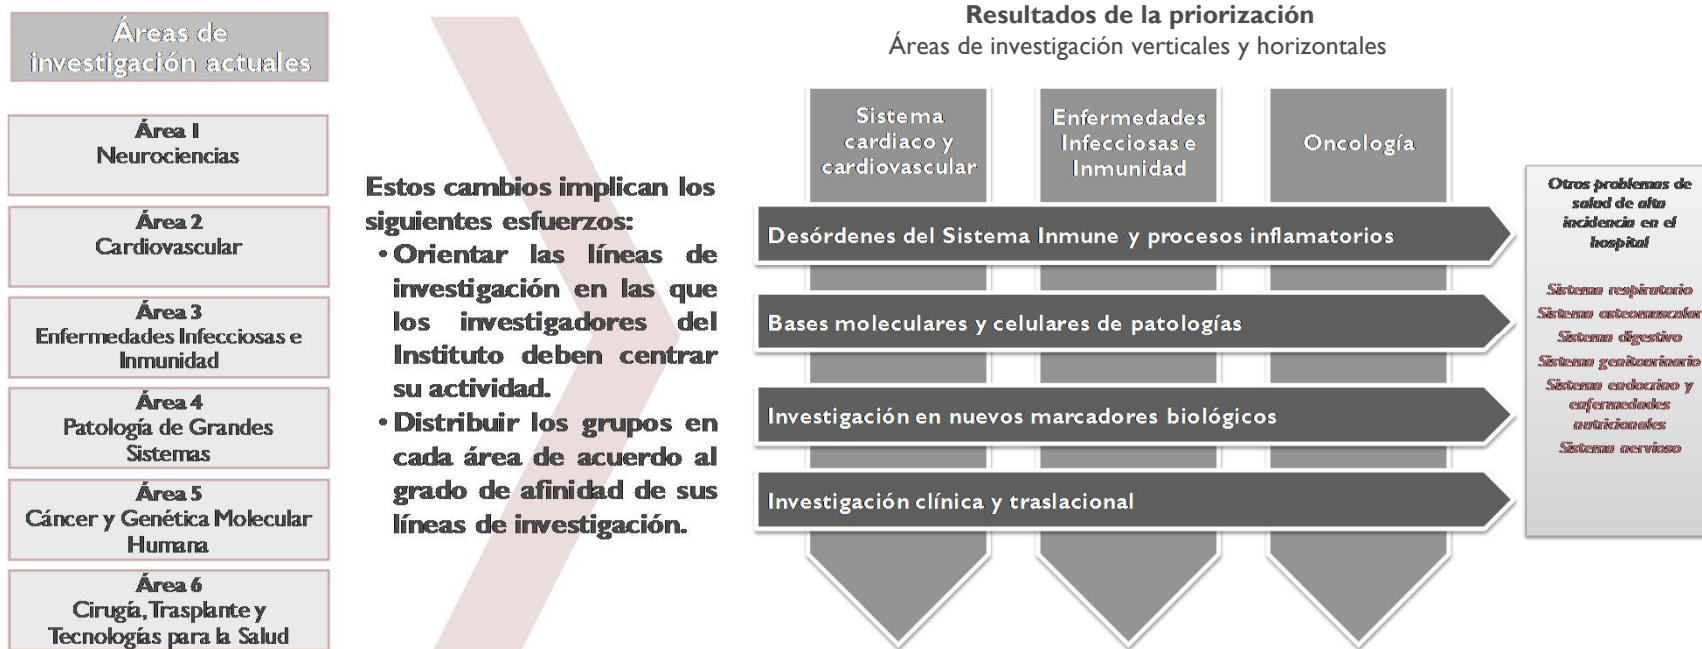 Áreas de
investigación actuales
Área 1
Neurociencias
Área 2
Cardiovascular
Área 3
Enfermedades Infecciosas e
Inmunidad
Área 4
Patología de Grandes
Sistemas
Área 5
Cáncer y Genética Molecular
Humana
Área 6
Cirugía, Trasplante y
Tecnologías para la Salud
Estos cambios implican los
siguientes esfuerzos:
• Orientar las líneas de
investigación en las que
los investigadores del
Instituto deben centrar
su actividad.
• Distribuir los grupos en
cada área de acuerdo al
grado de afinidad de sus
líneas de investigación.
Resultados de la priorización
Áreas de investigación verticales y horizontales
Sistema
cardiaco y
cardiovascular
Enfermedades
Infecciosas e
Inmunidad
Oncología
Desórdenes del Sistema Inmune y procesos inflamatorios
Bases moleculares y celulares de patologías
Investigación en nuevos marcadores biológicos
Investigación clínica y traslacional
Otros problemas de
salud de alta
incidencia en el
hospital
Sistema respiratorio
Sistema osteomuscular
Sistema digestivo
Sistema genitourinario
Sistema endocrino y
enfermedades
nutricionales
Sistema nervioso